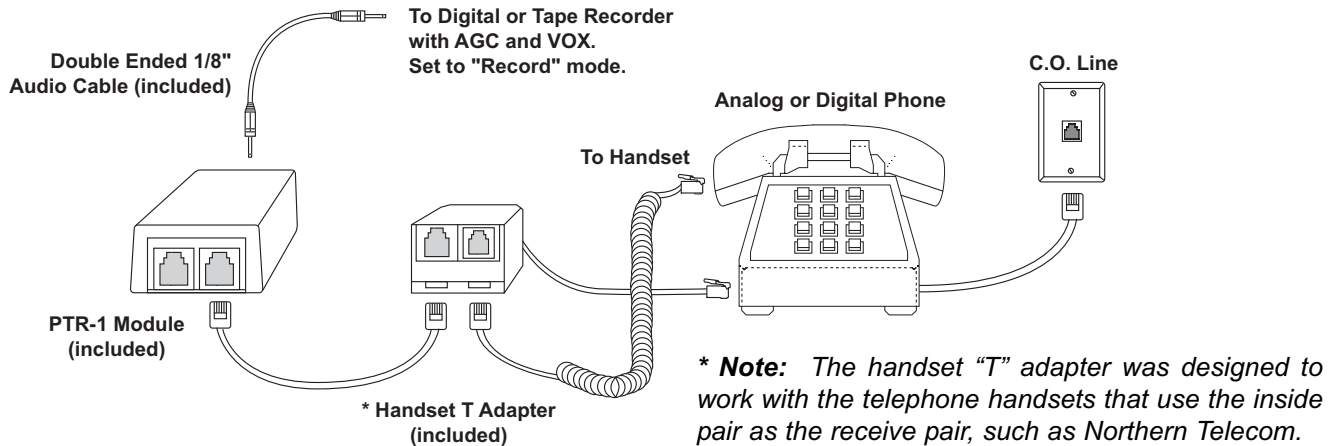 To Digital or Tape Recorder
with AGC and VOX.
Set to "Record" mode.
Double Ended 1/8"
Audio Cable (included)
C.O. Line
Analog or Digital Phone
To Handset
PTR-1 Module
(included)
* Handset T Adapter
(included)
* Note: The handset “T” adapter was designed to
work with the telephone handsets that use the inside
pair as the receive pair, such as Northern Telecom.